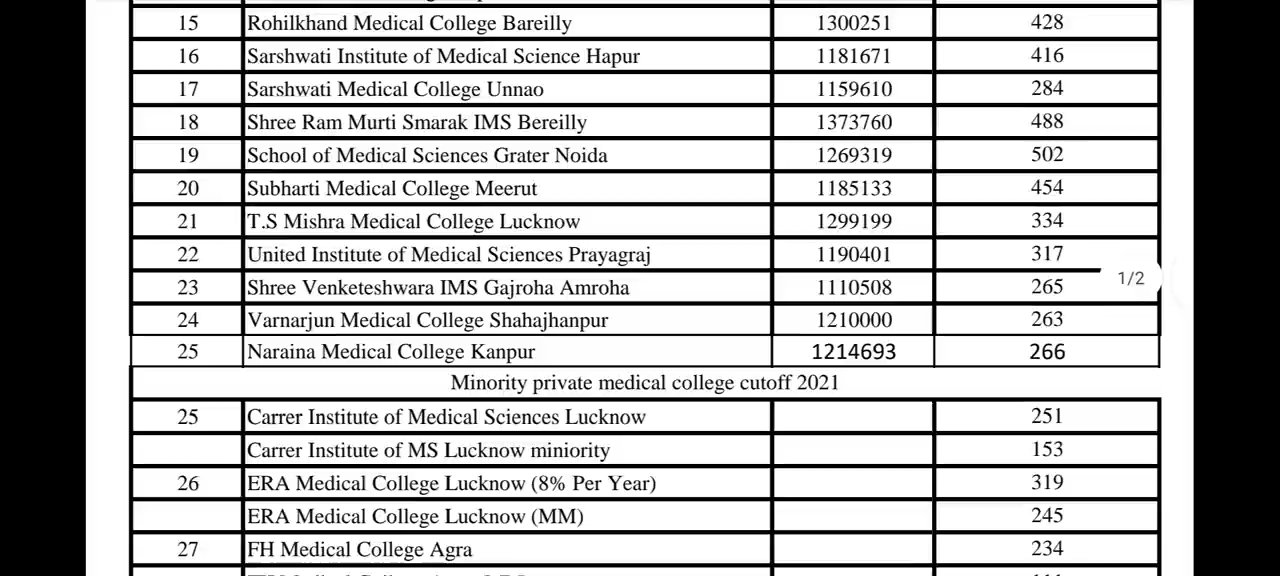 15 Rohilkhand Medical College Bareilly 1300251 428
16 Sarshwati Institute of Medical Science Hapur 1181671 416
17 Sarshwati Medical College Unnao 1159610 284
18 Shree Ram Murti Smarak IMS Bereilly 1373760 488
19 School of Medical Sciences Grater Noida 1269319 502
20 Subharti Medical College Meerut 1185133 454
21 T.S Mishra Medical College Lucknow 1299199 334
22 United Institute of Medical Sciences Prayagraj 1190401 317
1/2
23 Shree Venketeshwara IMS Gajroha Amroha 1110508 265
24 Varnarjun Medical College Shahajhanpur 1210000 263
25 Naraina Medical College Kanpur 1214693 266
Minority private medical college cutoff 2021
25 Carrer Institute of Medical Sciences Lucknow 251
Carrer Institute of MS Lucknow miniority 153
26 ERA Medical College Lucknow (8% Per Year) 319
ERA Medical College Lucknow (MM) 245
27 FH Medical College Agra 234